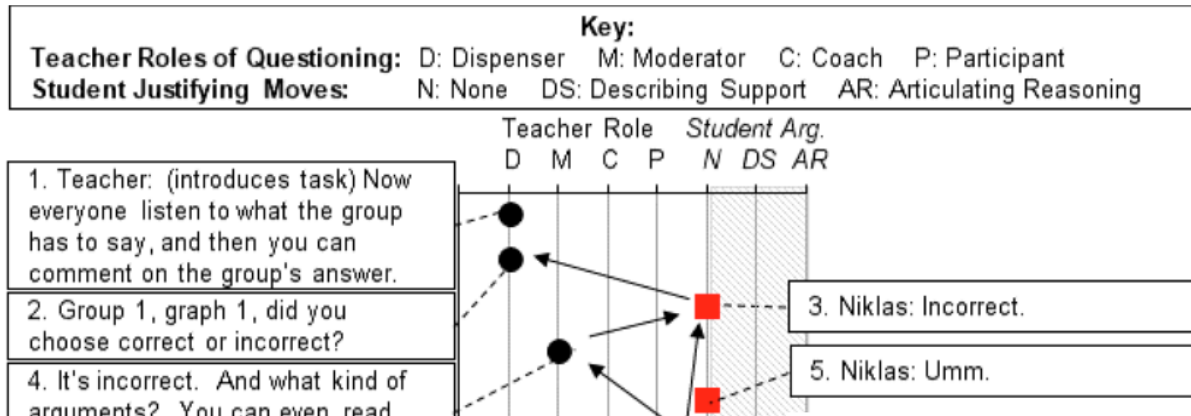 Key:
Teacher Roles of Questioning: D: Dispenser M: Moderator C: Coach P: Participant
Student Justifying Moves: N: None DS: Describing Support AR: Articulating Reasoning
Teacher Role Student Arg.
D M C P N DS AR
1. Teacher: (introduces task) Now
everyone listen to what the group
has to say, and then you can
comment on the group's answer.
2. Group 1, graph 1, did you
choose correct or incorrect?
3. Niklas: Incorrect.
4. It's incorrect. And what kind of
arguments? You can even read
5. Niklas: Umm.